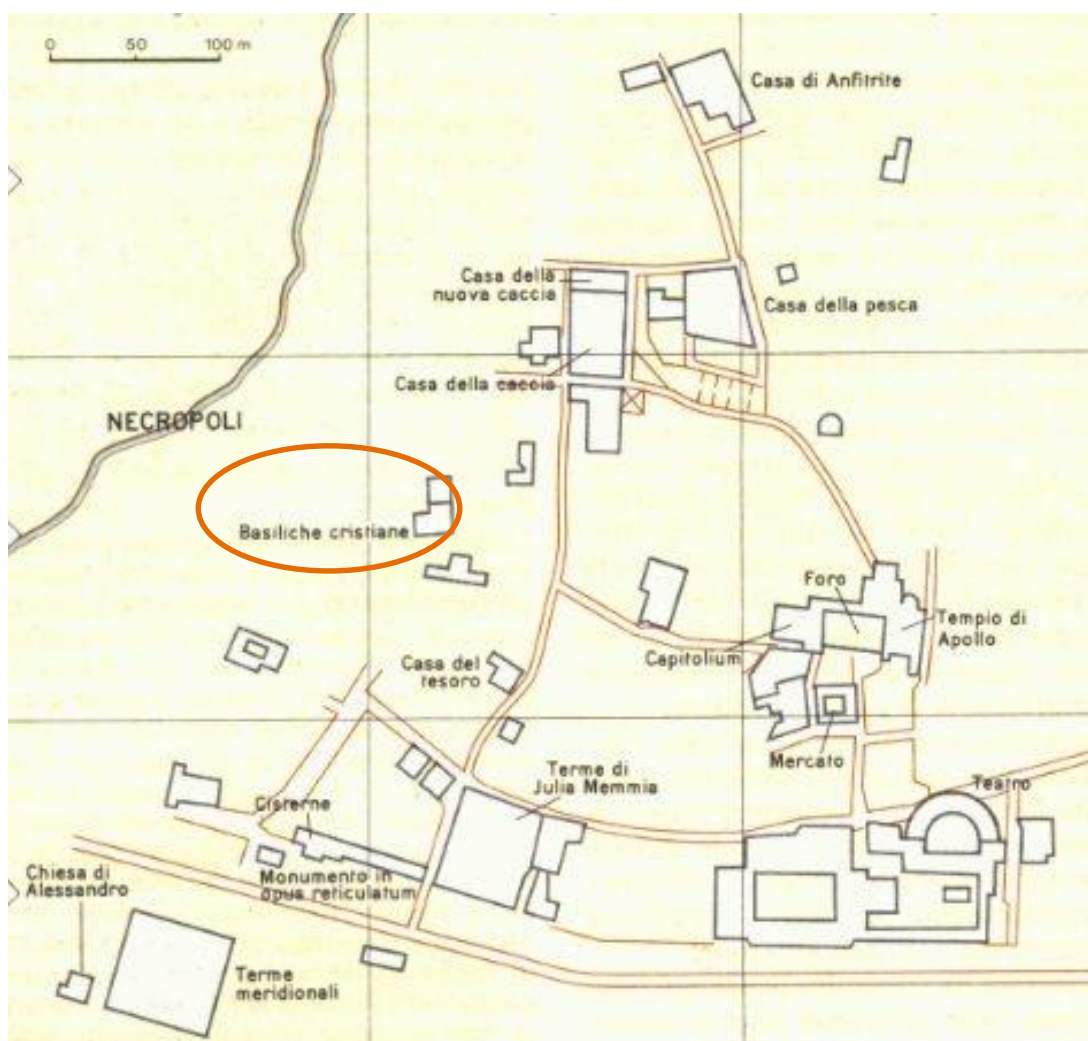 0 50 100 m
Casa di Anfitrite
Casa della
nuova caccia
Casa della pesca
Casa della caccia
NECROPOLI
Basiliche cristiane
Foro
Tempio di
Apollo
Capitolium
Casa del
tesoro
Mercato
Terme di
Julia Memmia
Teatro
Cisterne
Chiesa di
Alessandro
Monumento in
opus reticulatum
Terme
meridionali